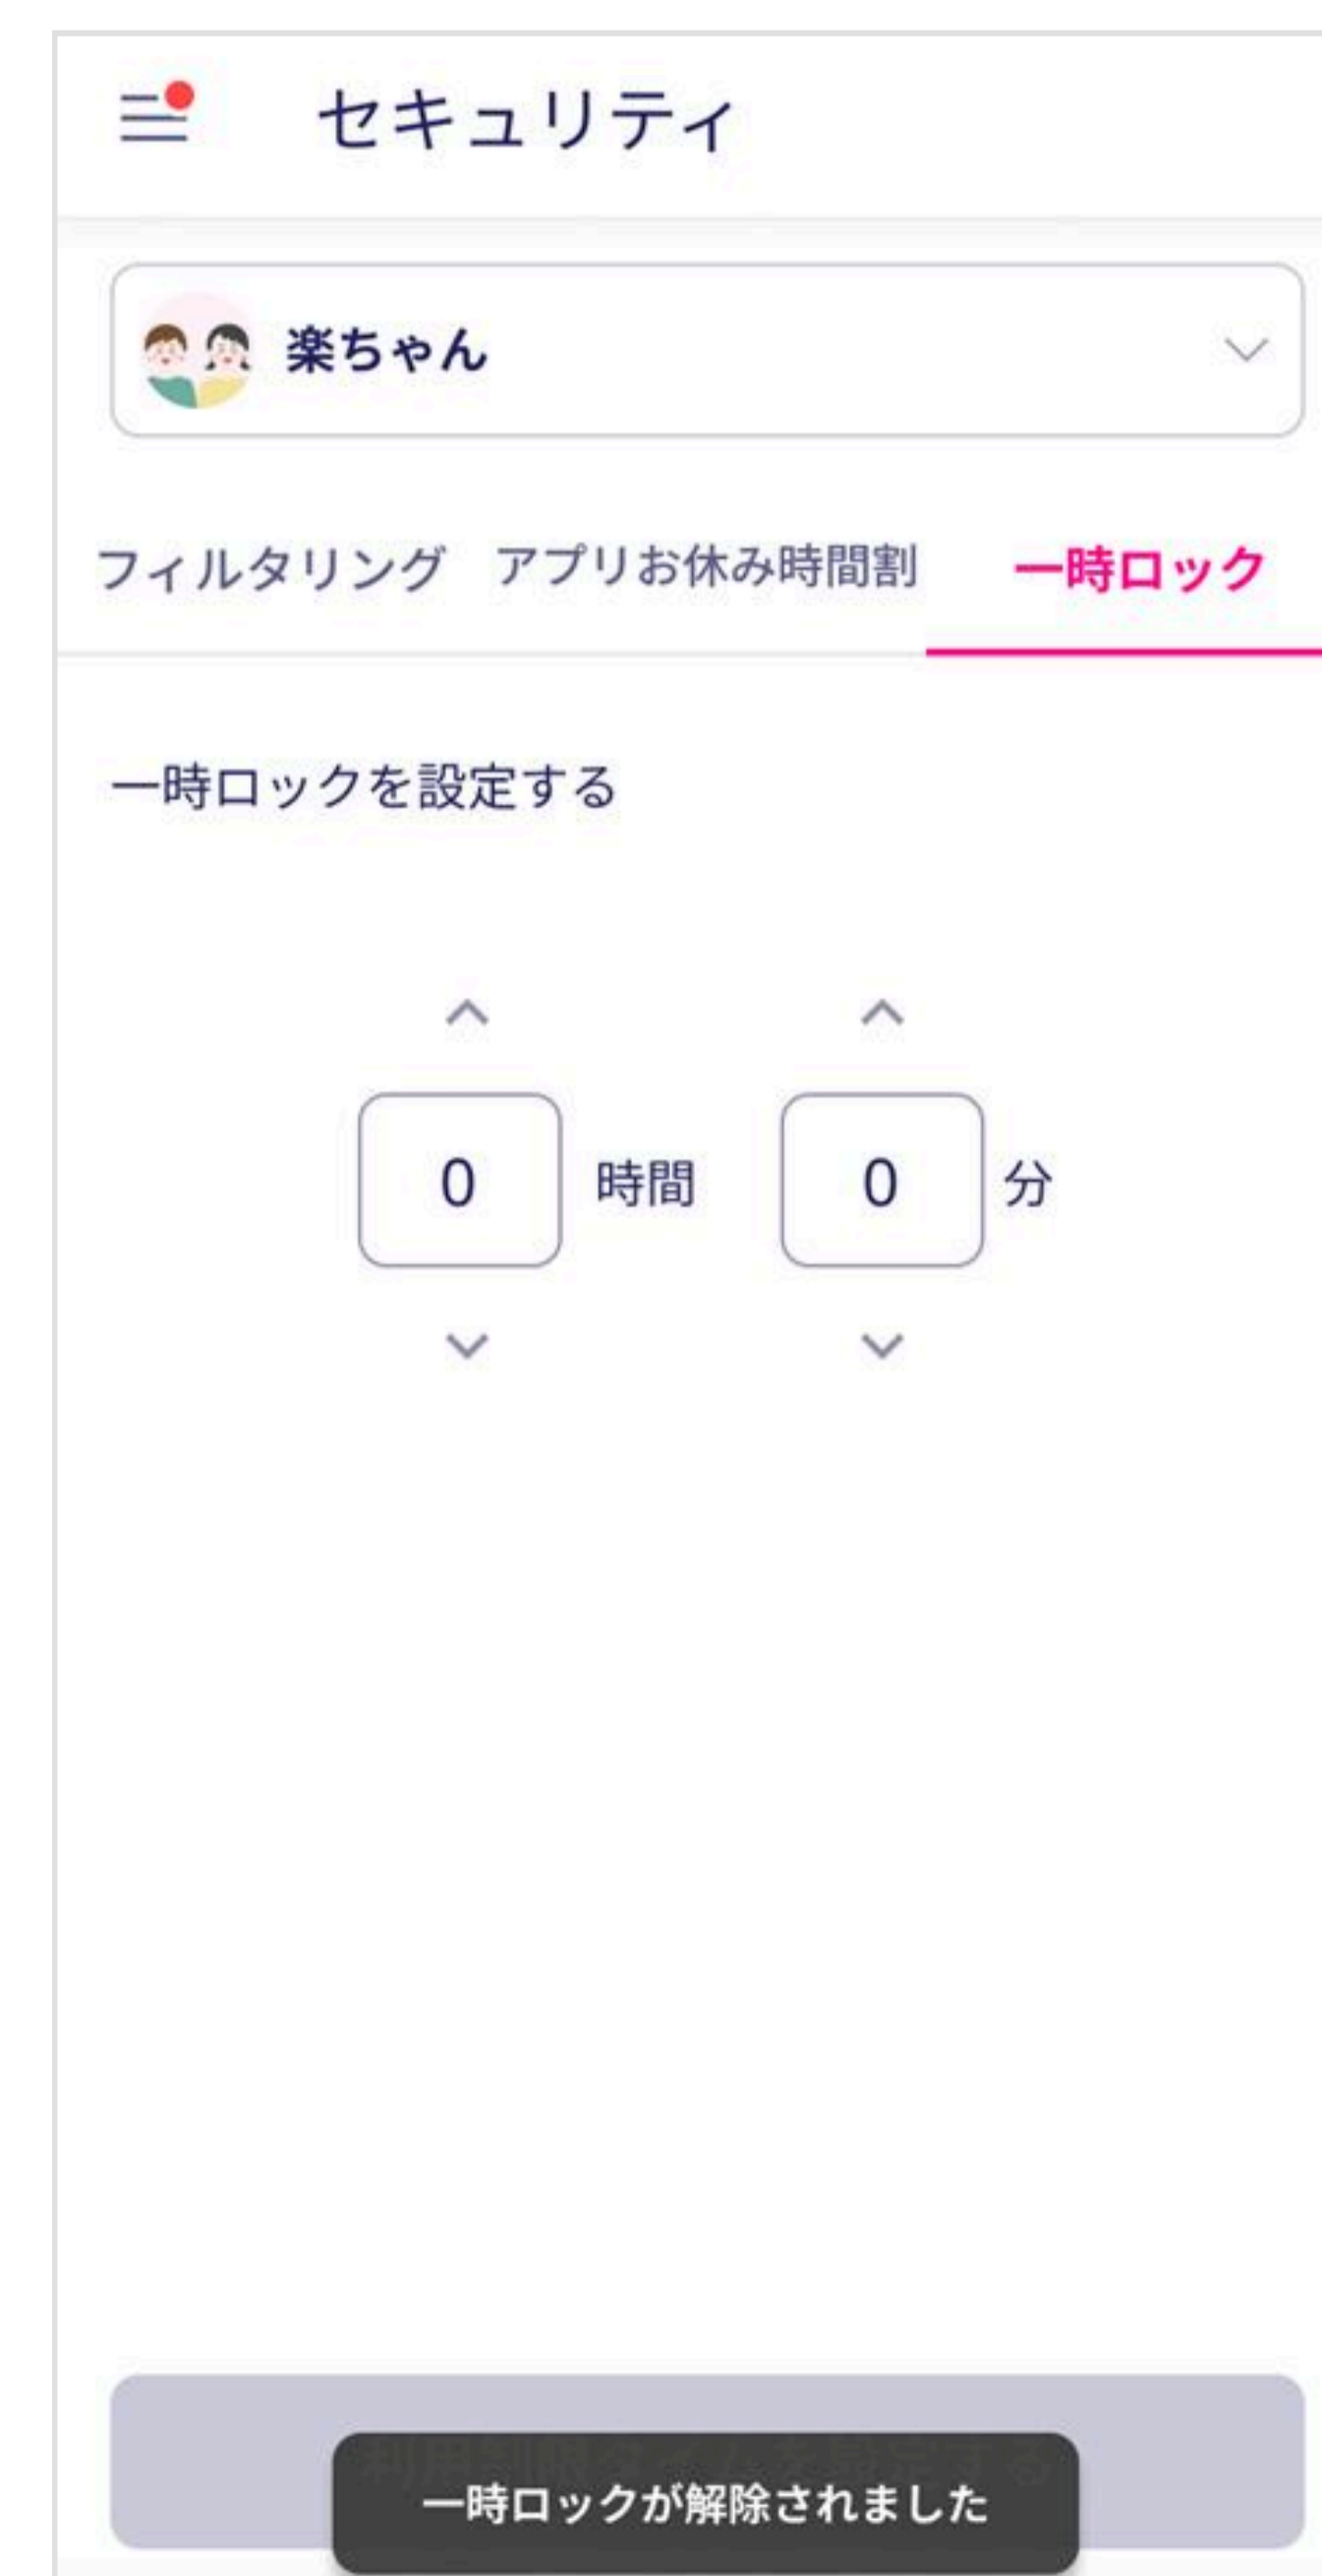 セキュリティ
楽ちゃん
フィルタリング アプリお休み時間割 一時ロック
一時ロックを設定する
0 時間 0 分
一時ロックが解除されました